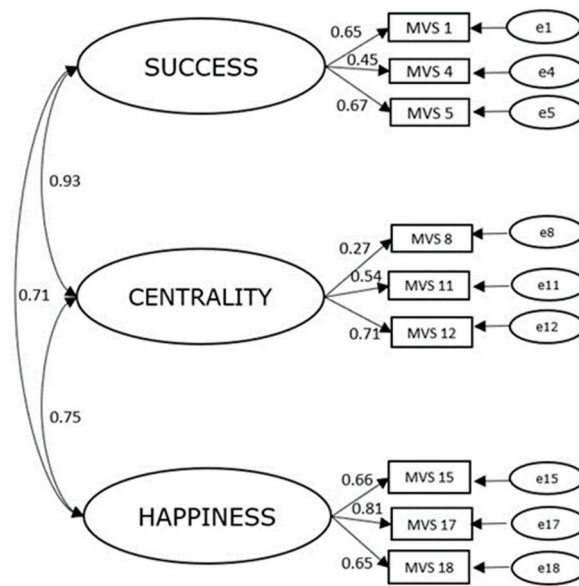 0.65
MVS 1
e1
SUCCESS
0.45
MVS 4
e4
0.67
MVS 5
e5
0.93
0.27
MVS 8
e8
0.71
CENTRALITY
0.54
MVS 11
e11
0.71
MVS 12
e12
0.75
0.66
MVS 15
e15
HAPPINESS
0.81
MVS 17
e17
0.65
MVS 18
e18